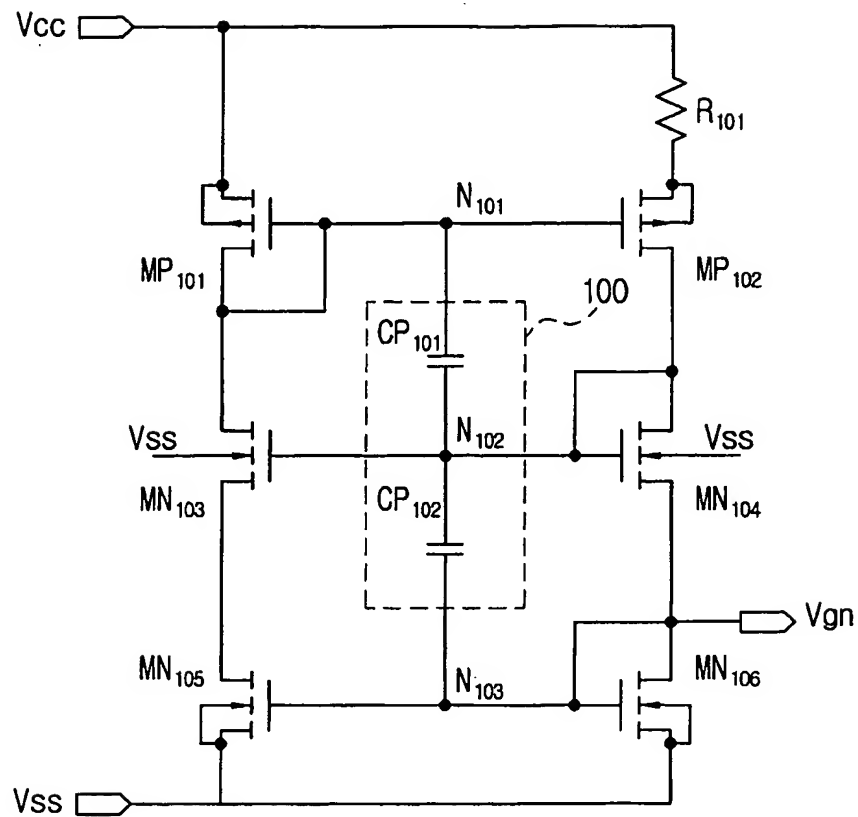 Vcc
R101
N101
MP101
MP102
100
CP101
Vss
N102
Vss
MN103
CP102
MN104
Vgn
MN105
N103
MN106
Vss